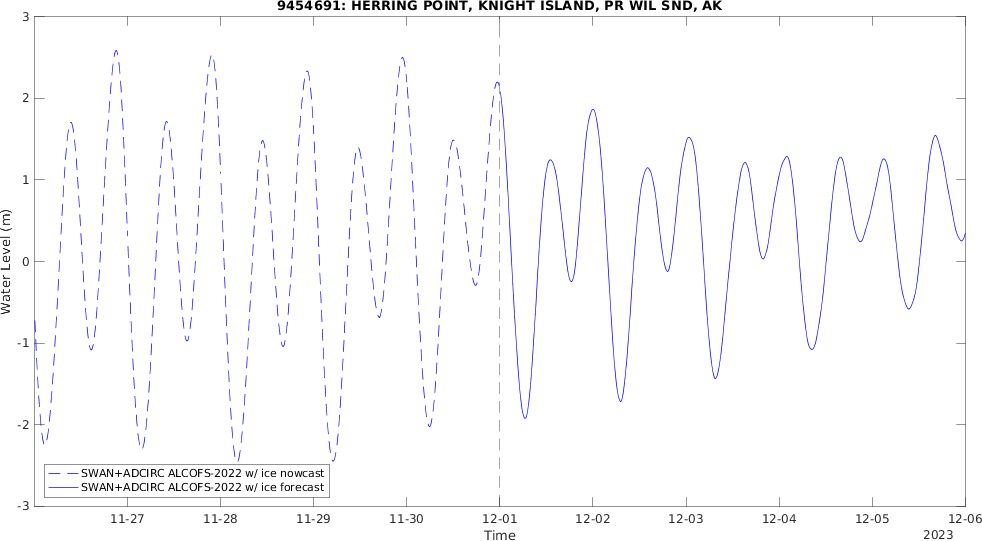 9454691: HERRING POINT, KNIGHT ISLAND, PR WIL SND, AK
3
2
1
0
-1
-2
-3
Water Level (m)
SWAN+ADCIRC ALCOFS-2022 w/ ice nowcast
SWAN+ADCIRC ALCOFS-2022 w/ ice forecast
11-27 11-28 11-29 11-30 12-01 12-02 12-03 12-04 12-05 12-06
Time
2023